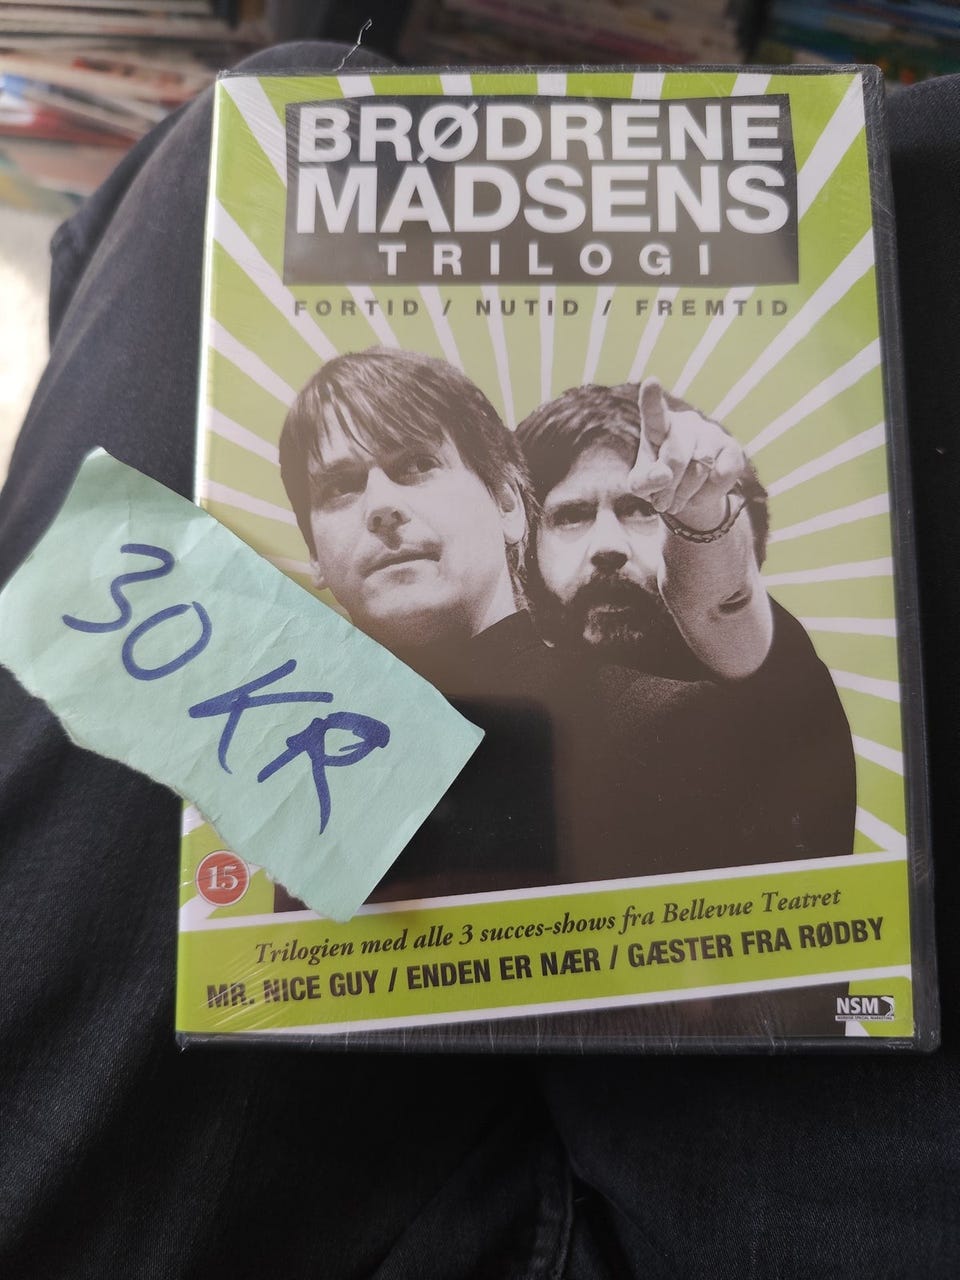 BRØDRENE
MADSENS
TRILOGI
FORTID / NUTID / FREMTID
30 KR
15
Trilogien med alle 3 succes-shows fra Bellevue Teatret
MR. NICE GUY / ENDEN ER NÆR / GÆSTER FRA RØDBY
NSM